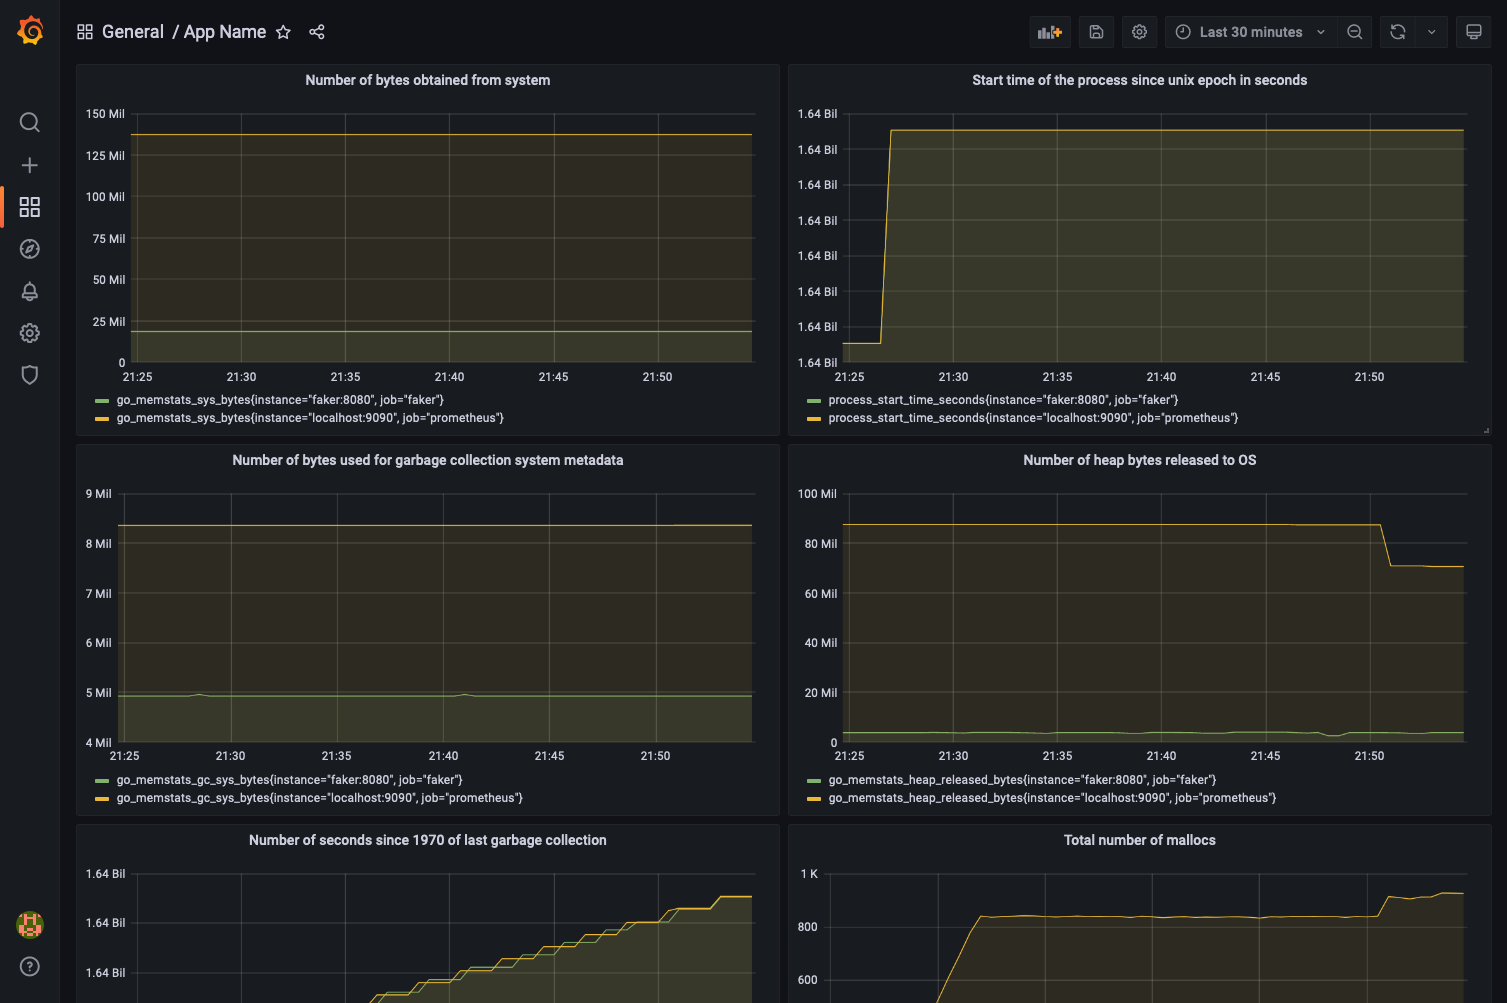 General / App Name
Last 30 minutes
Number of bytes obtained from system
150 Mil
125 Mil
100 Mil
75 Mil
50 Mil
25 Mil
0
21:25 21:30 21:35 21:40 21:45 21:50
go_memstats_sys_bytes{instance="faker:8080", job="faker"}
go_memstats_sys_bytes{instance="localhost:9090", job="prometheus"}
Start time of the process since unix epoch in seconds
1.64 Bil
1.64 Bil
1.64 Bil
1.64 Bil
1.64 Bil
1.64 Bil
1.64 Bil
1.64 Bil
21:25 21:30 21:35 21:40 21:45 21:50
process_start_time_seconds{instance="faker:8080", job="faker"}
process_start_time_seconds{instance="localhost:9090", job="prometheus"}
Number of bytes used for garbage collection system metadata
9 Mil
8 Mil
7 Mil
6 Mil
5 Mil
4 Mil
21:25 21:30 21:35 21:40 21:45 21:50
go_memstats_gc_sys_bytes{instance="faker:8080", job="faker"}
go_memstats_gc_sys_bytes{instance="localhost:9090", job="prometheus"}
Number of heap bytes released to OS
100 Mil
80 Mil
60 Mil
40 Mil
20 Mil
0
21:25 21:30 21:35 21:40 21:45 21:50
go_memstats_heap_released_bytes{instance="faker:8080", job="faker"}
go_memstats_heap_released_bytes{instance="localhost:9090", job="prometheus"}
Number of seconds since 1970 of last garbage collection
1.64 Bil
1.64 Bil
1.64 Bil
Total number of mallocs
1 K
800
600